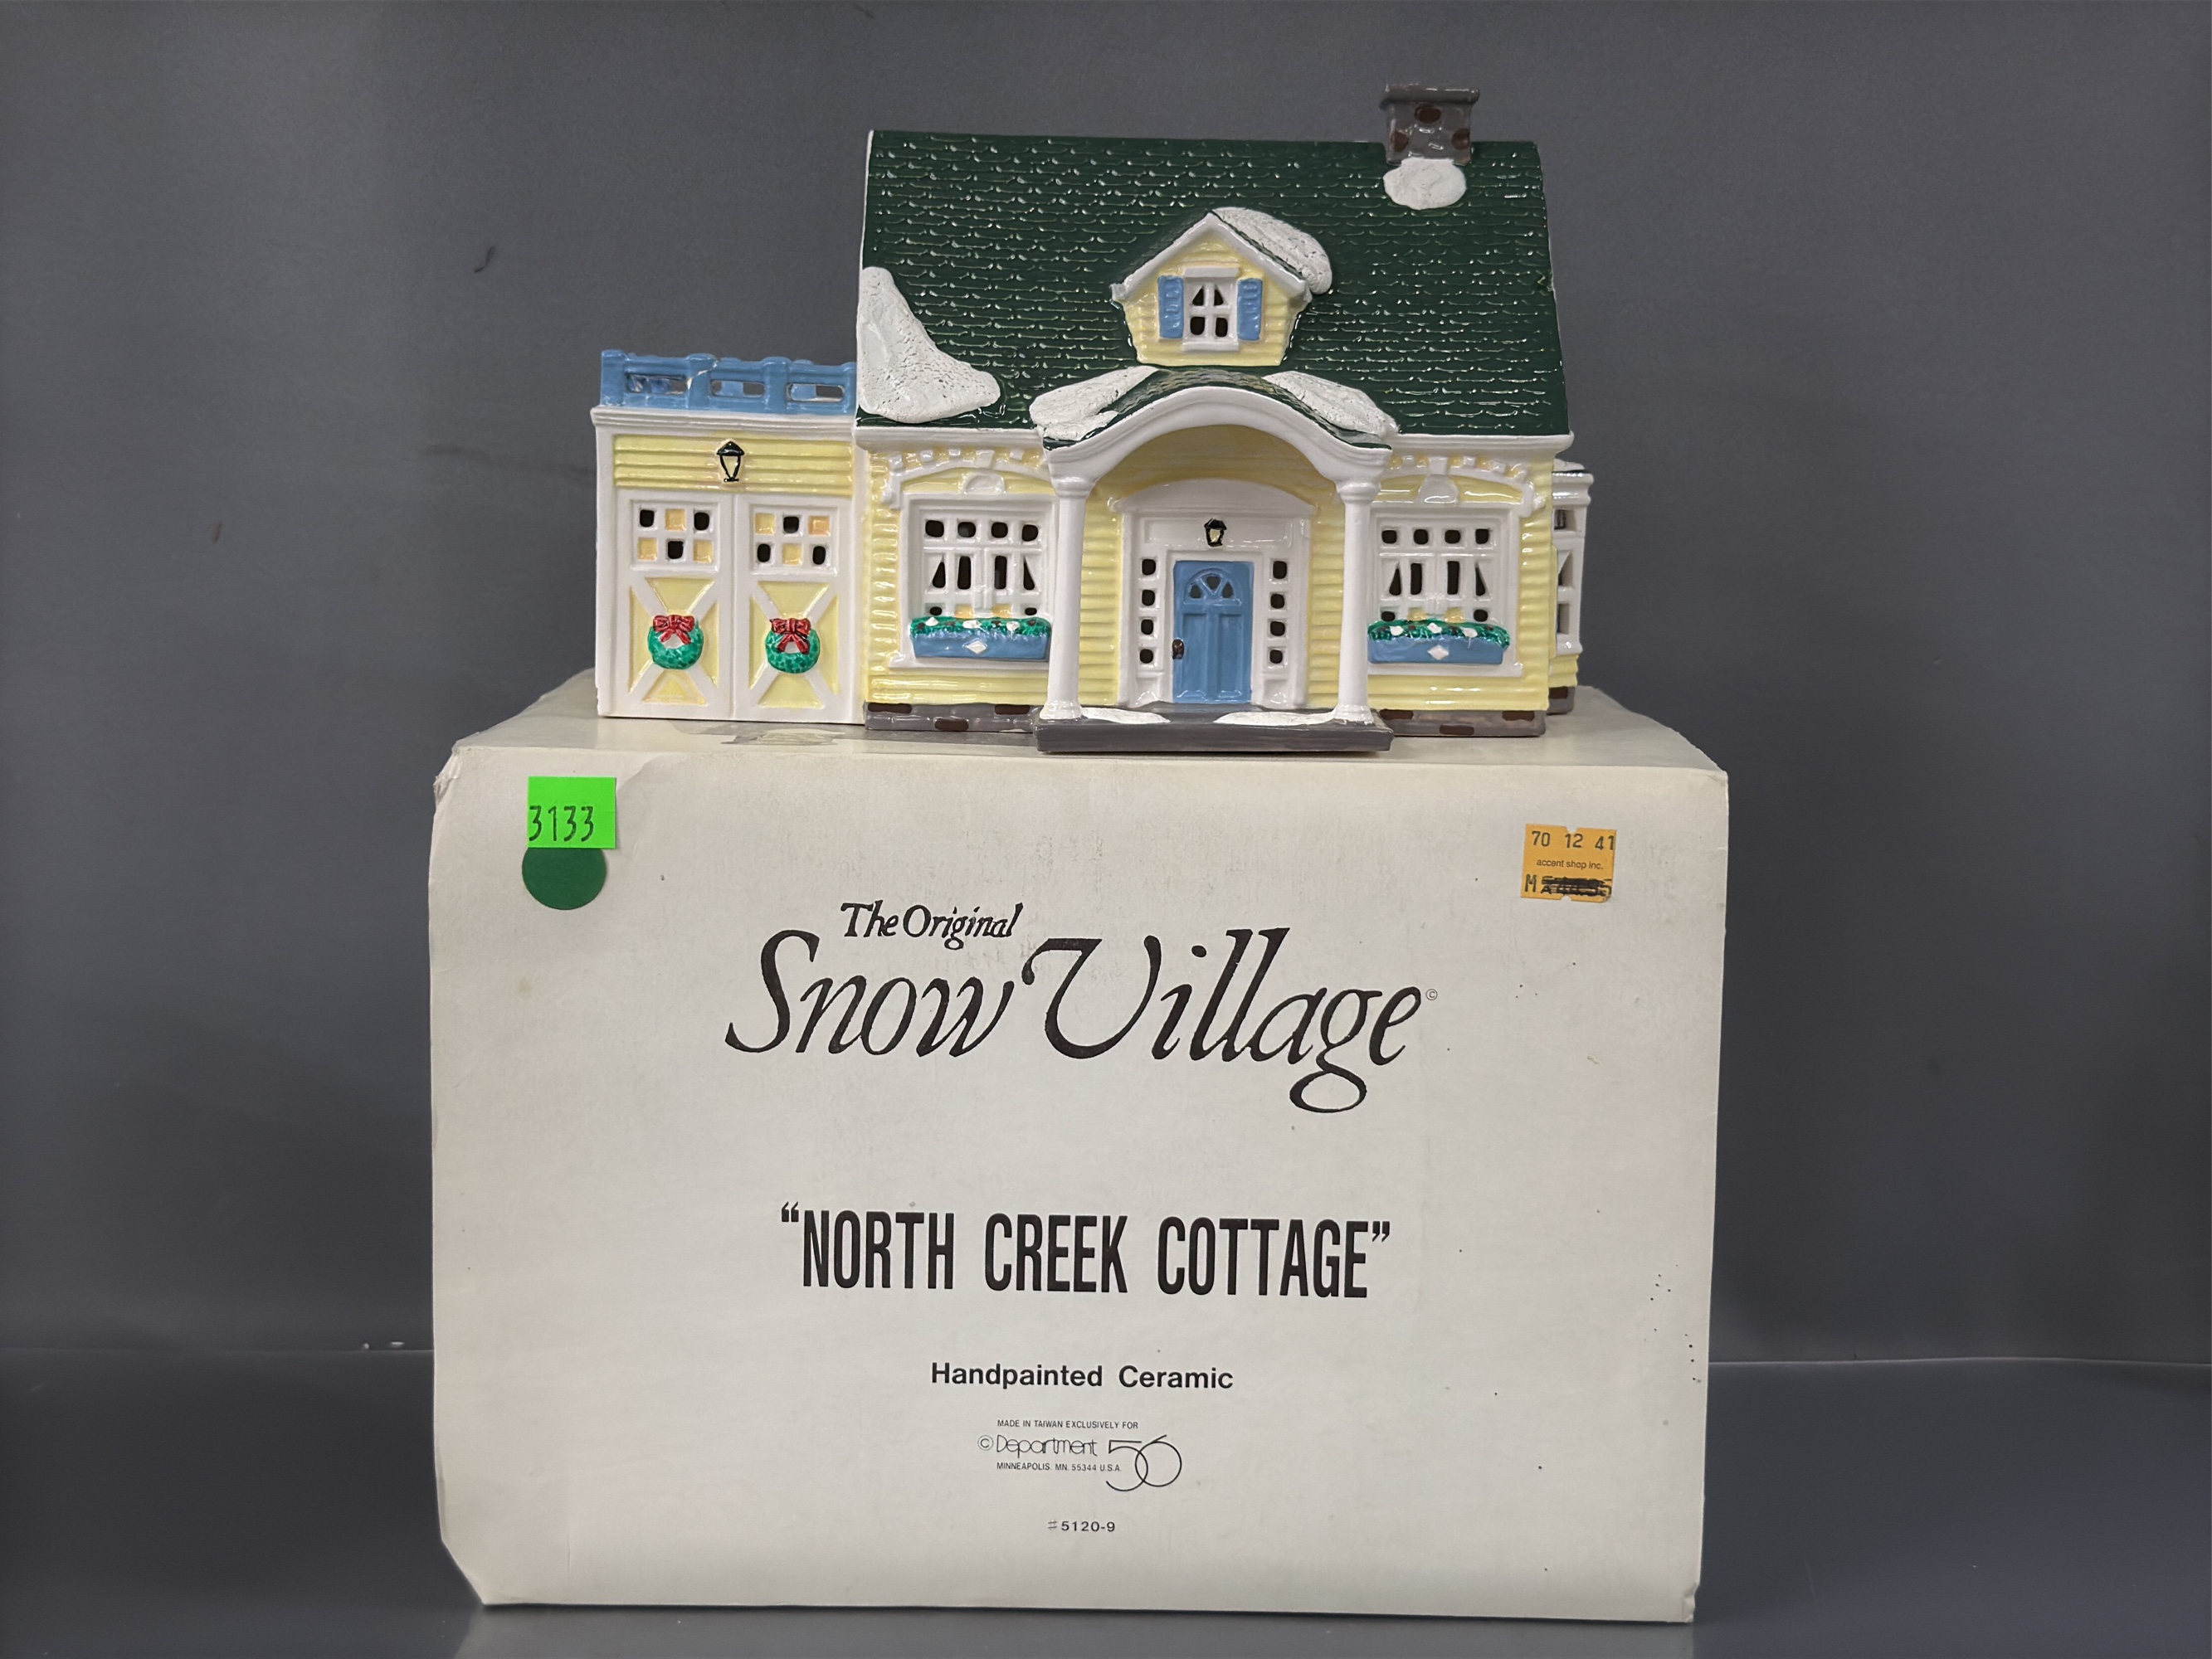 3133
70 12 41
accent shop inc.
The Original
Snow Village©
“NORTH CREEK COTTAGE”
Handpainted Ceramic
MADE IN TAIWAN EXCLUSIVELY FOR
© Department 56
MINNEAPOLIS. MN. 55344 U.S.A.
#5120-9